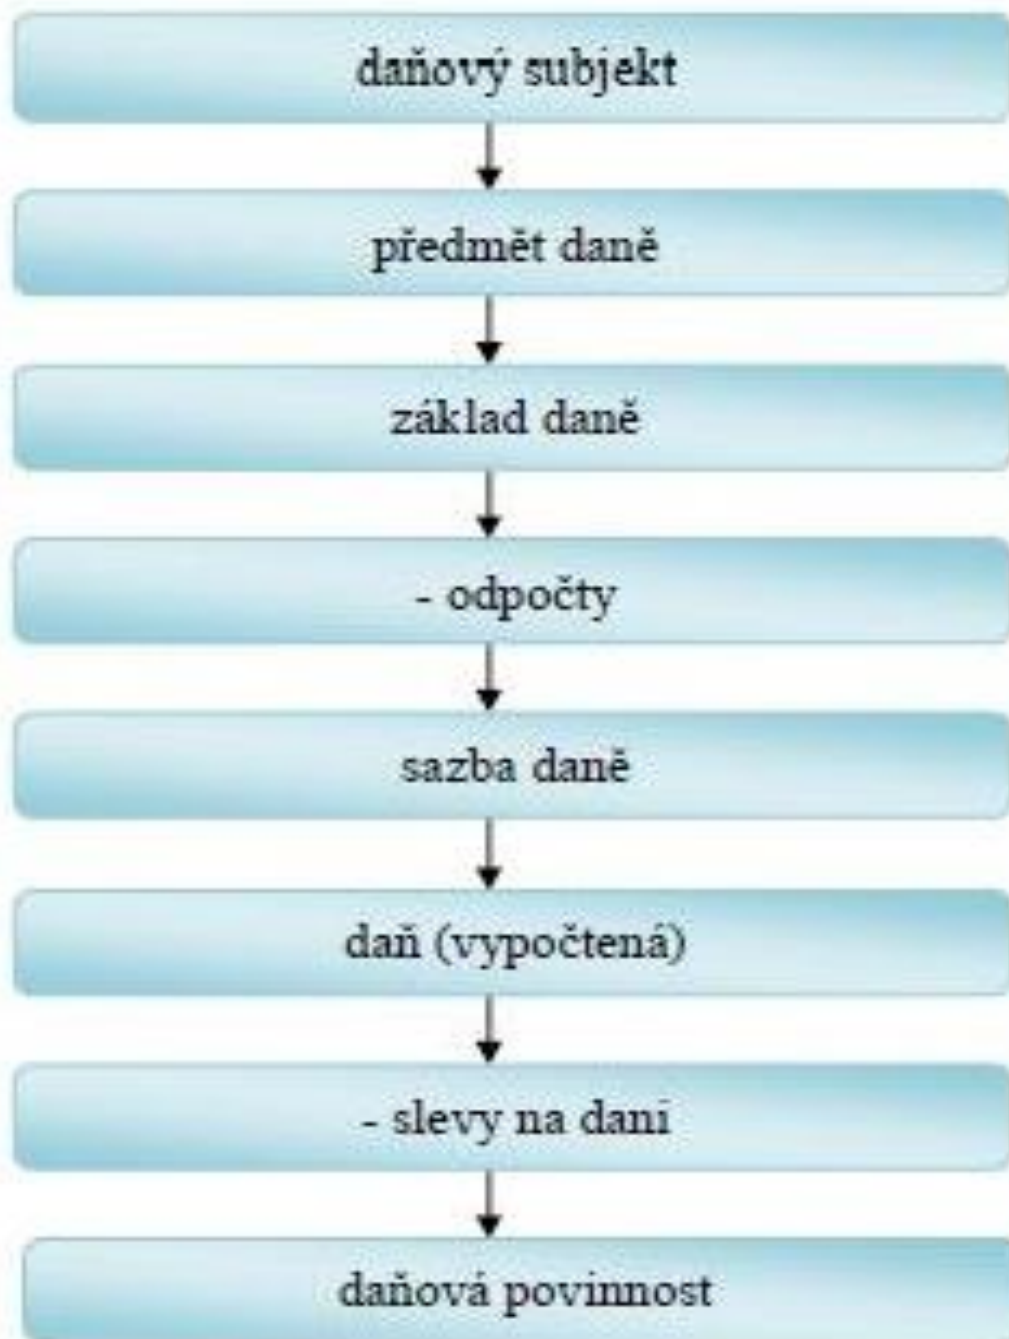 daňový subjekt
předmět daně
základ daně
- odpočty
sazba daně
daň (vypočtená)
- slevy na dani
daňová povinnost